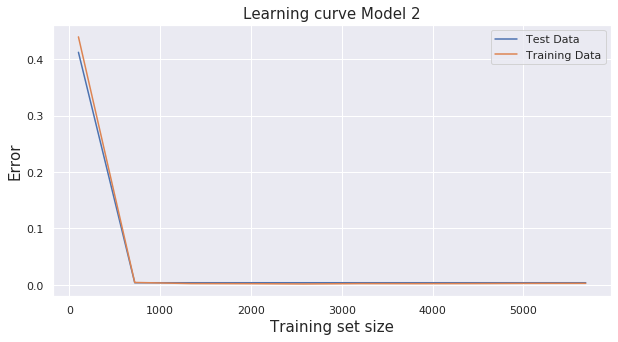 Learning curve Model 2
Test Data
Training Data
Error
0.4
0.3
0.2
0.1
0.0
0 1000 2000 3000 4000 5000
Training set size